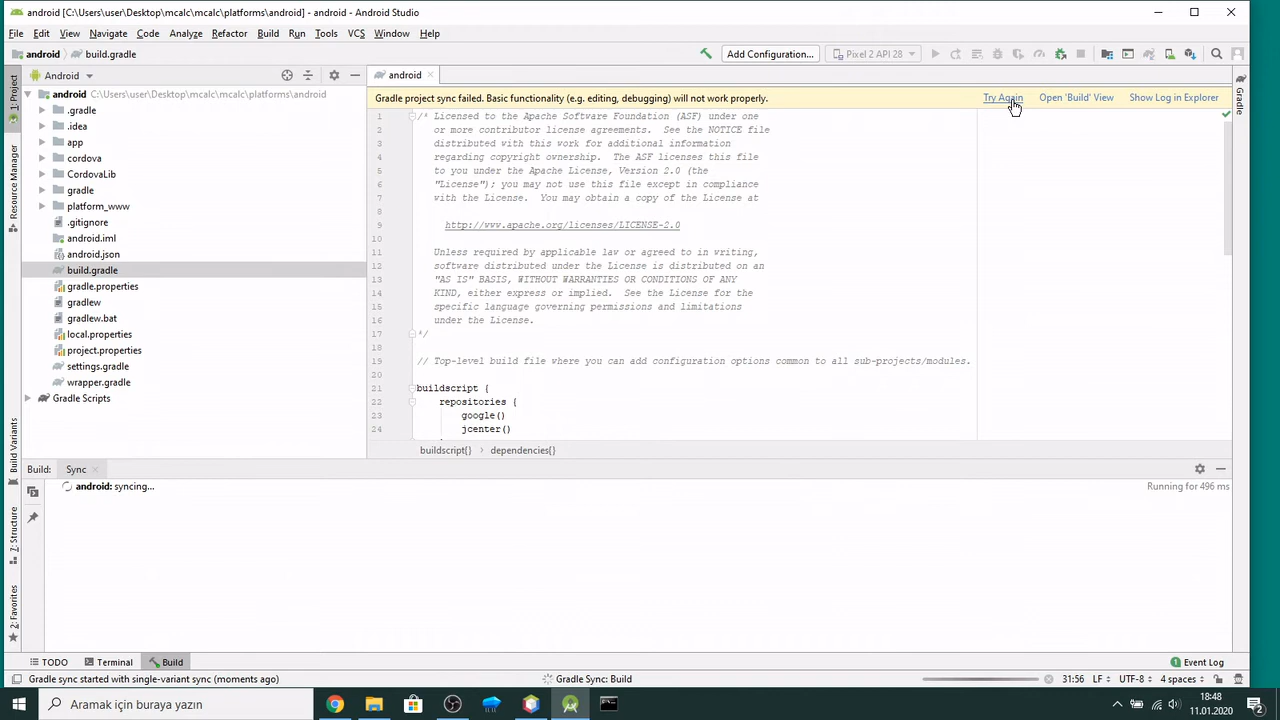 android [C:\Users\user\Desktop\mcalc\mcalc\platforms\android] - android - Android Studio
File Edit View Navigate Code Analyze Refactor Build Run Tools VCS Window Help
android build.gradle Add Configuration... Pixel 2 API 28
1: Project
Resource Manager
Build Variants
7: Structure
2: Favorites
Android
android C:\Users\user\Desktop\mcalc\mcalc\platforms\android
.gradle
.idea
app
cordova
CordovaLib
gradle
platform_www
.gitignore
android.iml
android.json
build.gradle
gradle.properties
gradlew
gradlew.bat
local.properties
project.properties
settings.gradle
wrapper.gradle
Gradle Scripts
android
Gradle project sync failed. Basic functionality (e.g. editing, debugging) will not work properly. Try Again Open 'Build' View Show Log in Explorer
Gradle
1 /* Licensed to the Apache Software Foundation (ASF) under one
2 or more contributor license agreements. See the NOTICE file
3 distributed with this work for additional information
4 regarding copyright ownership. The ASF licenses this file
5 to you under the Apache License, Version 2.0 (the
6 "License"); you may not use this file except in compliance
7 with the License. You may obtain a copy of the License at
8
9 http://www.apache.org/licenses/LICENSE-2.0
10
11 Unless required by applicable law or agreed to in writing,
12 software distributed under the License is distributed on an
13 "AS IS" BASIS, WITHOUT WARRANTIES OR CONDITIONS OF ANY
14 KIND, either express or implied. See the License for the
15 specific language governing permissions and limitations
16 under the License.
17 */
18
19 // Top-level build file where you can add configuration options common to all sub-projects/modules.
20
21 buildscript {
22 repositories {
23 google()
24 jcenter()
buildscript{} › dependencies{}
Build: Sync
android: syncing... Running for 496 ms
TODO Terminal Build 1 Event Log
Gradle sync started with single-variant sync (moments ago) Gradle Sync: Build 31:56 LF UTF-8 4 spaces
Aramak için buraya yazın
18:48
11.01.2020
2